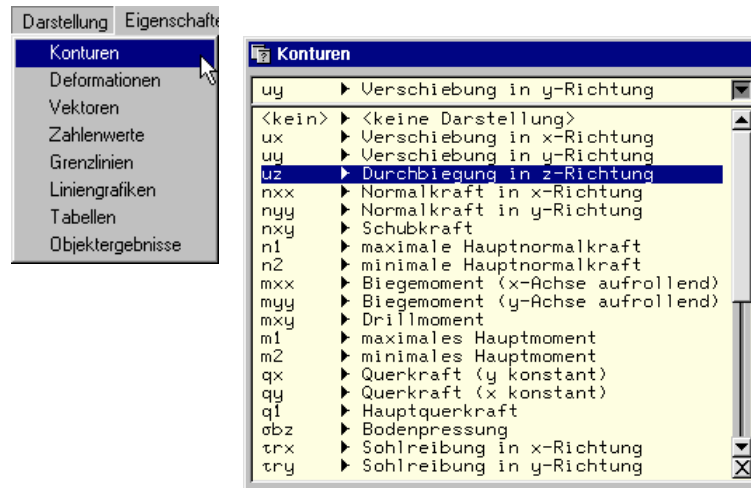 Darstellung Eigenschafte
Konturen
Deformationen
Vektoren
Zahlenwerte
Grenzlinien
Liniengrafiken
Tabellen
Objektergebnisse
Konturen
uy ▶ Verschiebung in y-Richtung
<kein> ▶ <keine Darstellung>
ux ▶ Verschiebung in x-Richtung
uy ▶ Verschiebung in y-Richtung
uz ▶ Durchbiegung in z-Richtung
nxx ▶ Normalkraft in x-Richtung
nyy ▶ Normalkraft in y-Richtung
nxy ▶ Schubkraft
n1 ▶ maximale Hauptnormalkraft
n2 ▶ minimale Hauptnormalkraft
mxx ▶ Biegemoment (x-Achse aufrollend)
myy ▶ Biegemoment (y-Achse aufrollend)
mxy ▶ Drillmoment
m1 ▶ maximales Hauptmoment
m2 ▶ minimales Hauptmoment
qx ▶ Querkraft (y konstant)
qy ▶ Querkraft (x konstant)
q1 ▶ Hauptquerkraft
σbz ▶ Bodenpressung
τrx ▶ Sohlreibung in x-Richtung
τry ▶ Sohlreibung in y-Richtung